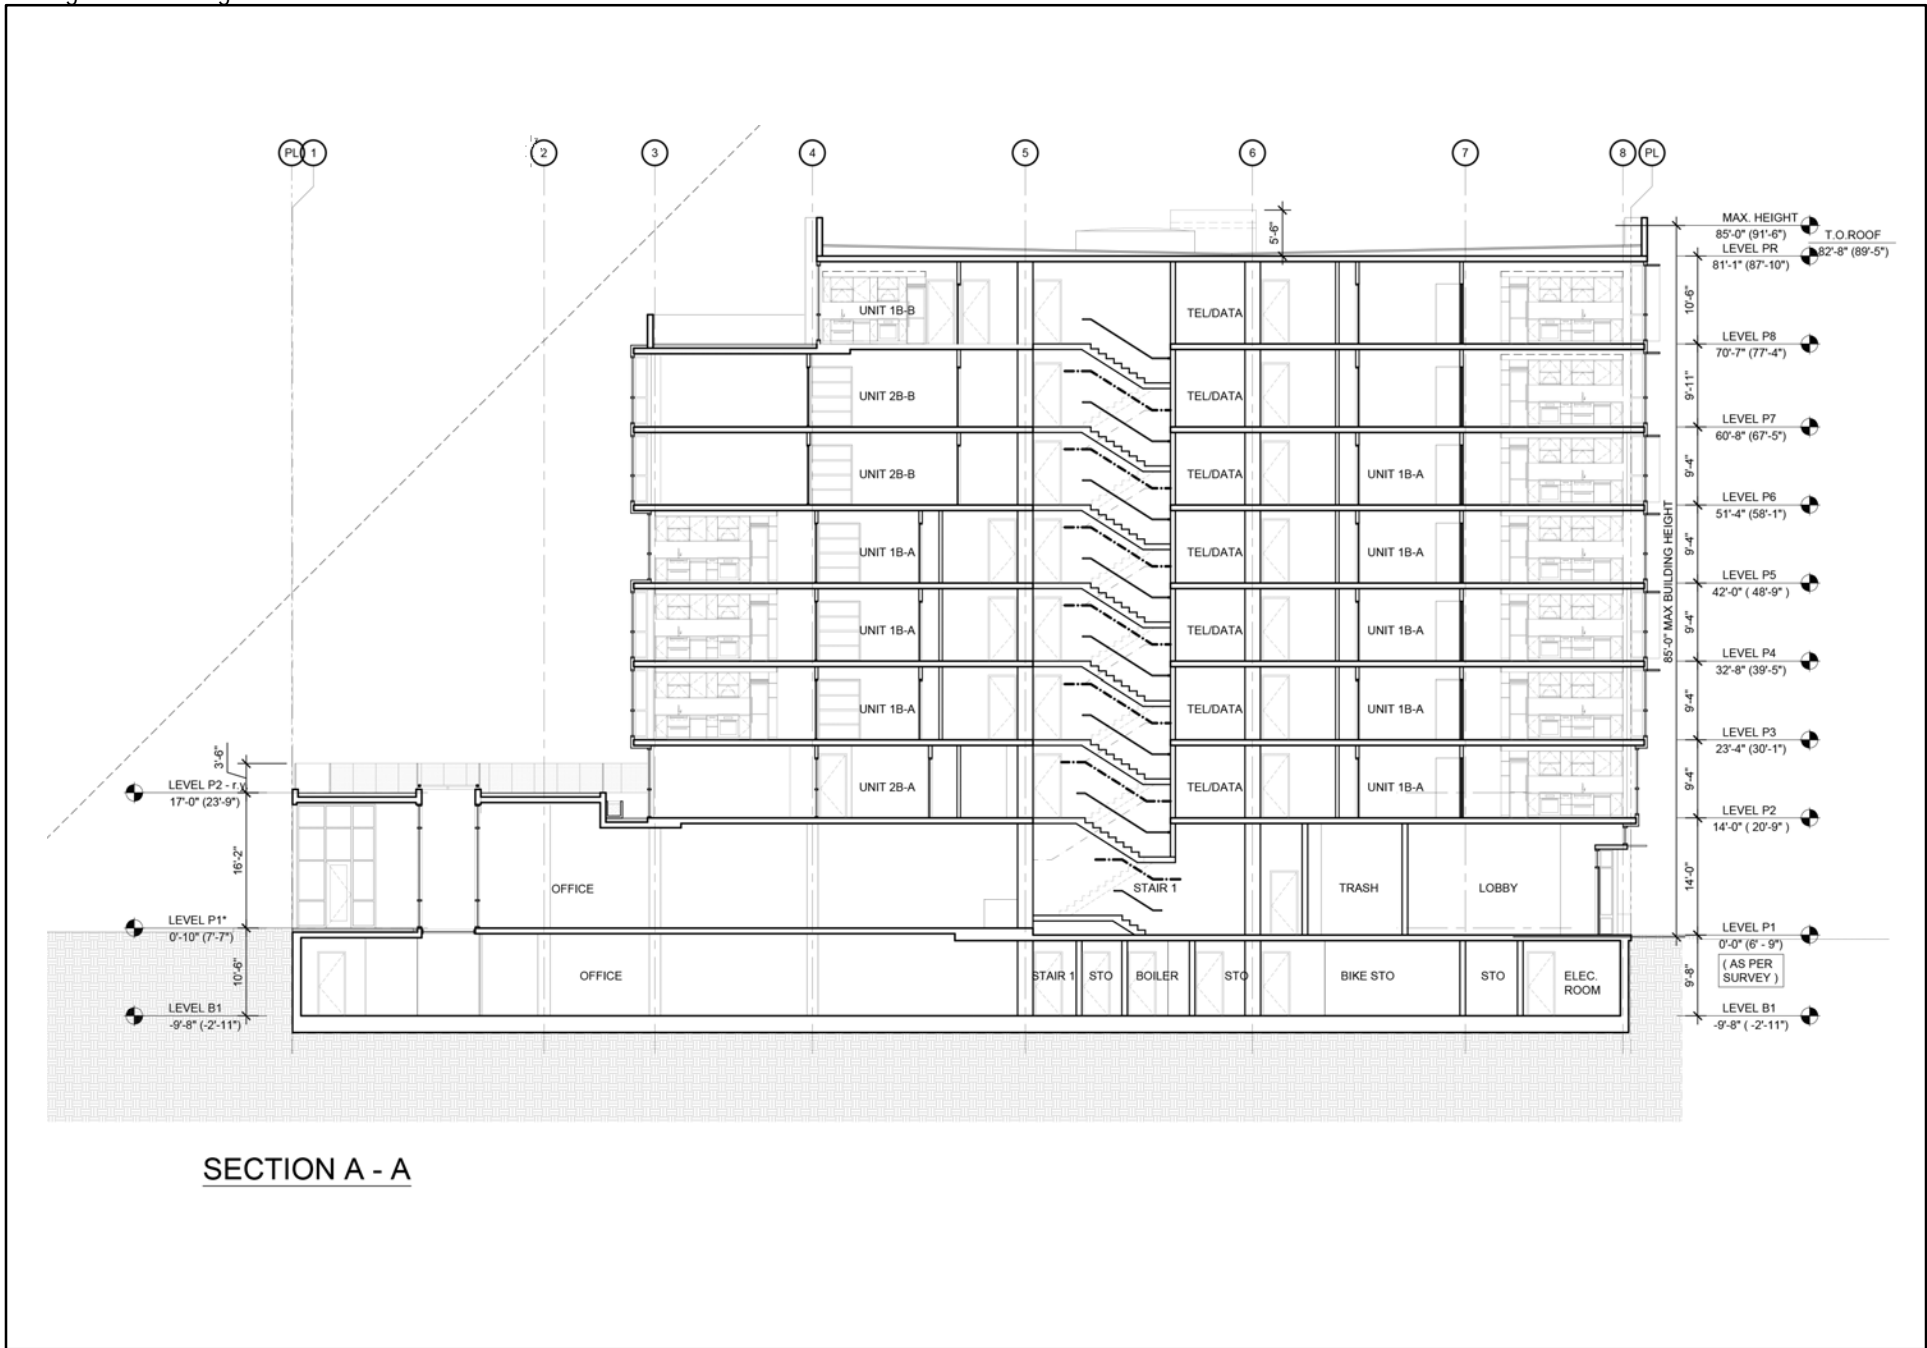 PL 1 2 3 4 5 6 7 8 PL
MAX. HEIGHT
85'-0" (91'-6")
T.O.ROOF
82'-8" (89'-5")
LEVEL PR
81'-1" (87'-10")
5'-6"
10'-6"
UNIT 1B-B
TEL/DATA
LEVEL P8
70'-7" (77'-4")
9'-11"
UNIT 2B-B
TEL/DATA
LEVEL P7
60'-8" (67'-5")
9'-4"
UNIT 2B-B
TEL/DATA
UNIT 1B-A
LEVEL P6
51'-4" (58'-1")
9'-4"
UNIT 1B-A
TEL/DATA
UNIT 1B-A
85'-0" MAX BUILDING HEIGHT
LEVEL P5
42'-0" ( 48'-9" )
9'-4"
UNIT 1B-A
TEL/DATA
UNIT 1B-A
LEVEL P4
32'-8" (39'-5")
9'-4"
UNIT 1B-A
TEL/DATA
UNIT 1B-A
LEVEL P3
23'-4" (30'-1")
9'-4"
3'-6"
LEVEL P2 - r.y.
17'-0" (23'-9")
UNIT 2B-A
TEL/DATA
UNIT 1B-A
LEVEL P2
14'-0" ( 20'-9" )
16'-2"
OFFICE
STAIR 1
TRASH
LOBBY
14'-0"
LEVEL P1*
0'-10" (7'-7")
LEVEL P1
0'-0" (6' - 9")
( AS PER
SURVEY )
10'-6"
OFFICE
STAIR 1
STO
BOILER
STO
BIKE STO
STO
ELEC.
ROOM
9'-8"
LEVEL B1
-9'-8" (-2'-11")
LEVEL B1
-9'-8" ( -2'-11")
SECTION A - A